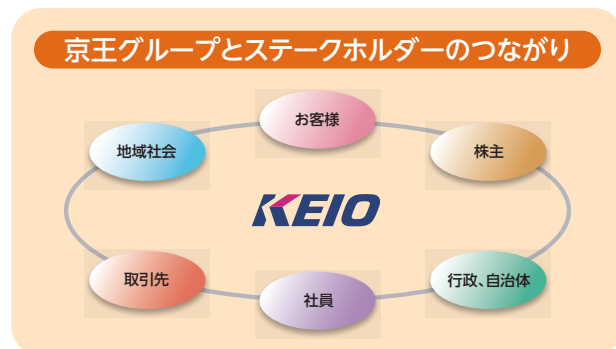 京王グループとステークホルダーのつながり
お客様
地域社会
株主
KEIO
取引先
社員
行政、自治体